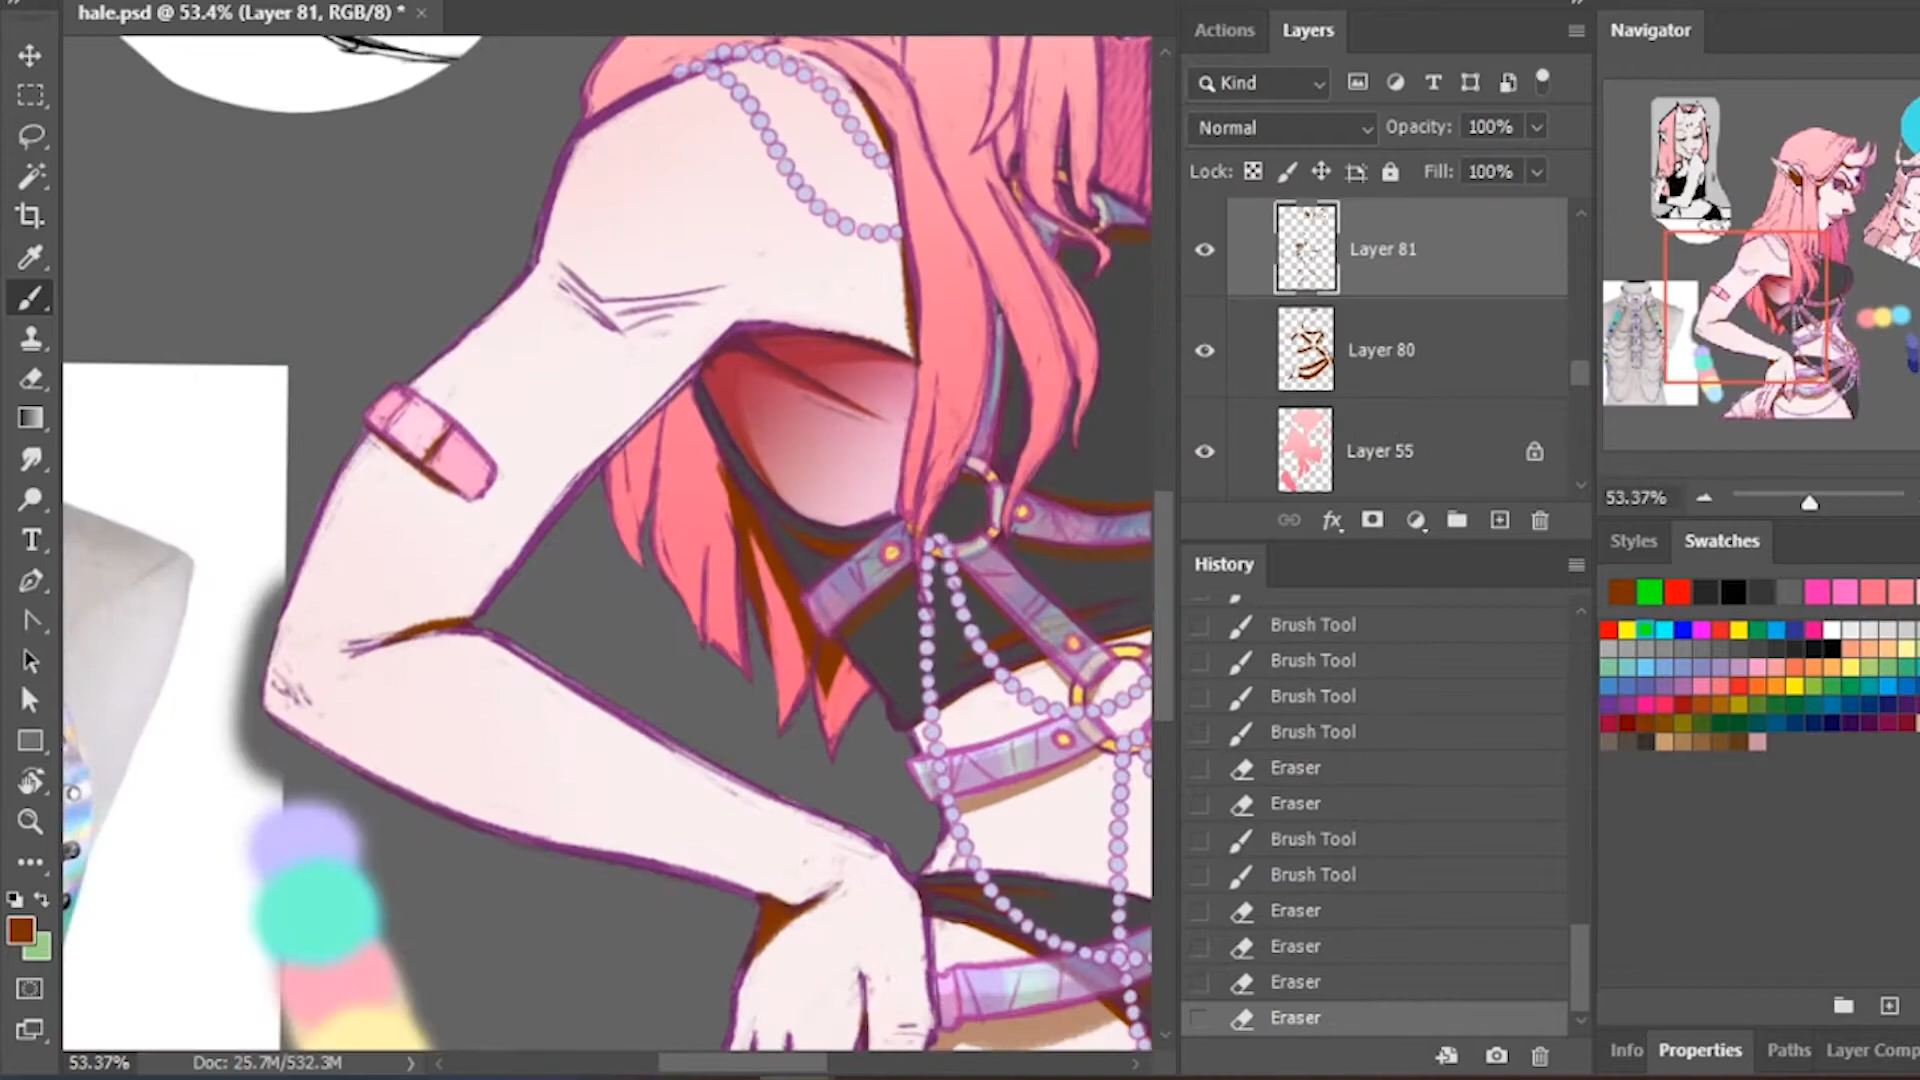 hale.psd @ 53.4% (Layer 81, RGB/8) * ×
Actions Layers
Kind
Normal Opacity: 100%
Lock: Fill: 100%
Layer 81
Layer 80
Layer 55
fx
History
Brush Tool
Brush Tool
Brush Tool
Brush Tool
Eraser
Eraser
Brush Tool
Brush Tool
Eraser
Eraser
Eraser
Eraser
Navigator
53.37%
Styles Swatches
Info Properties Paths Layer Comp
53.37% Doc: 25.7M/532.3M